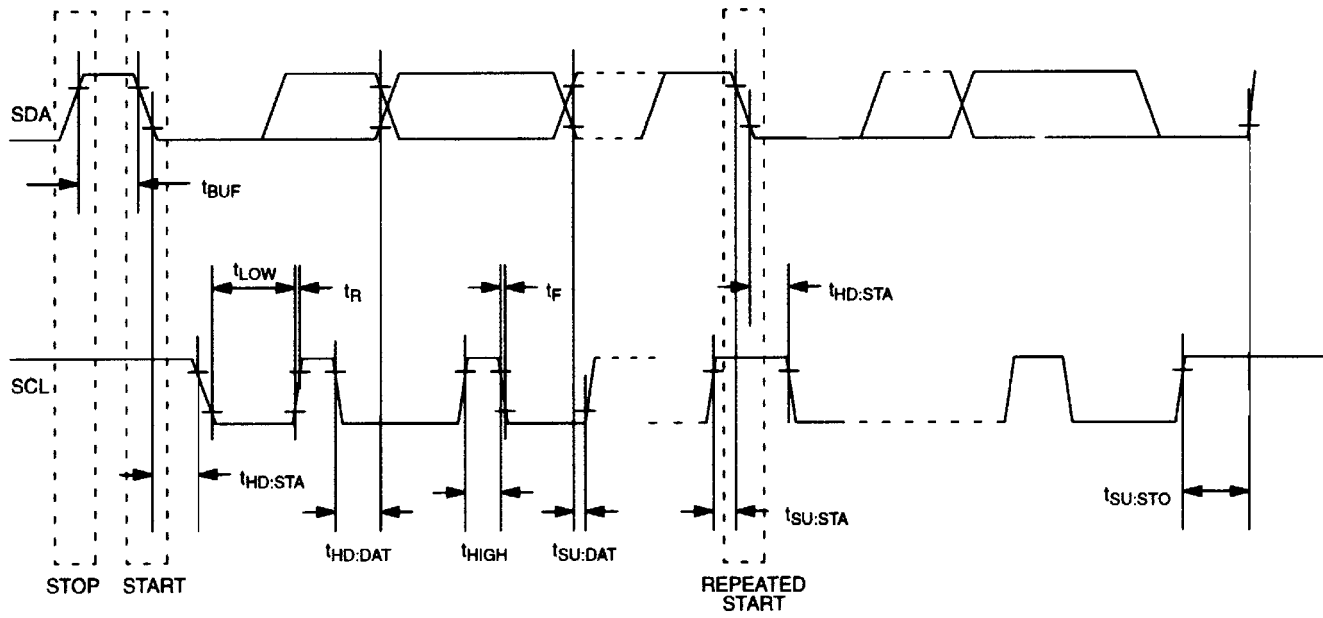 SDA
tBUF
tLOW
tR
tF
tHD:STA
SCL
tHD:STA
tHD:DAT
tHIGH
tSU:DAT
tSU:STA
tSU:STO
STOP
START
REPEATED
START